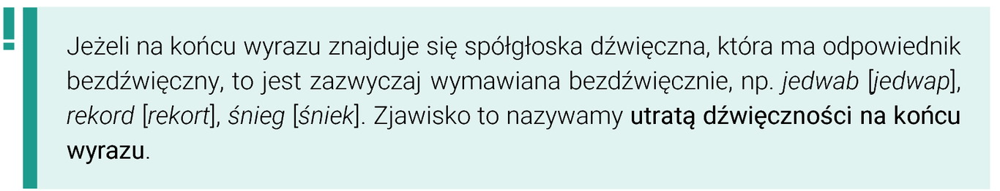 Jeżeli na końcu wyrazu znajduje się spółgłoska dźwięczna, która ma odpowiednik
bezdźwięczny, to jest zazwyczaj wymawiana bezdźwięcznie, np. jedwab [jedwap],
rekord [rekort], śnieg [śniek]. Zjawisko to nazywamy utratą dźwięczności na końcu
wyrazu.